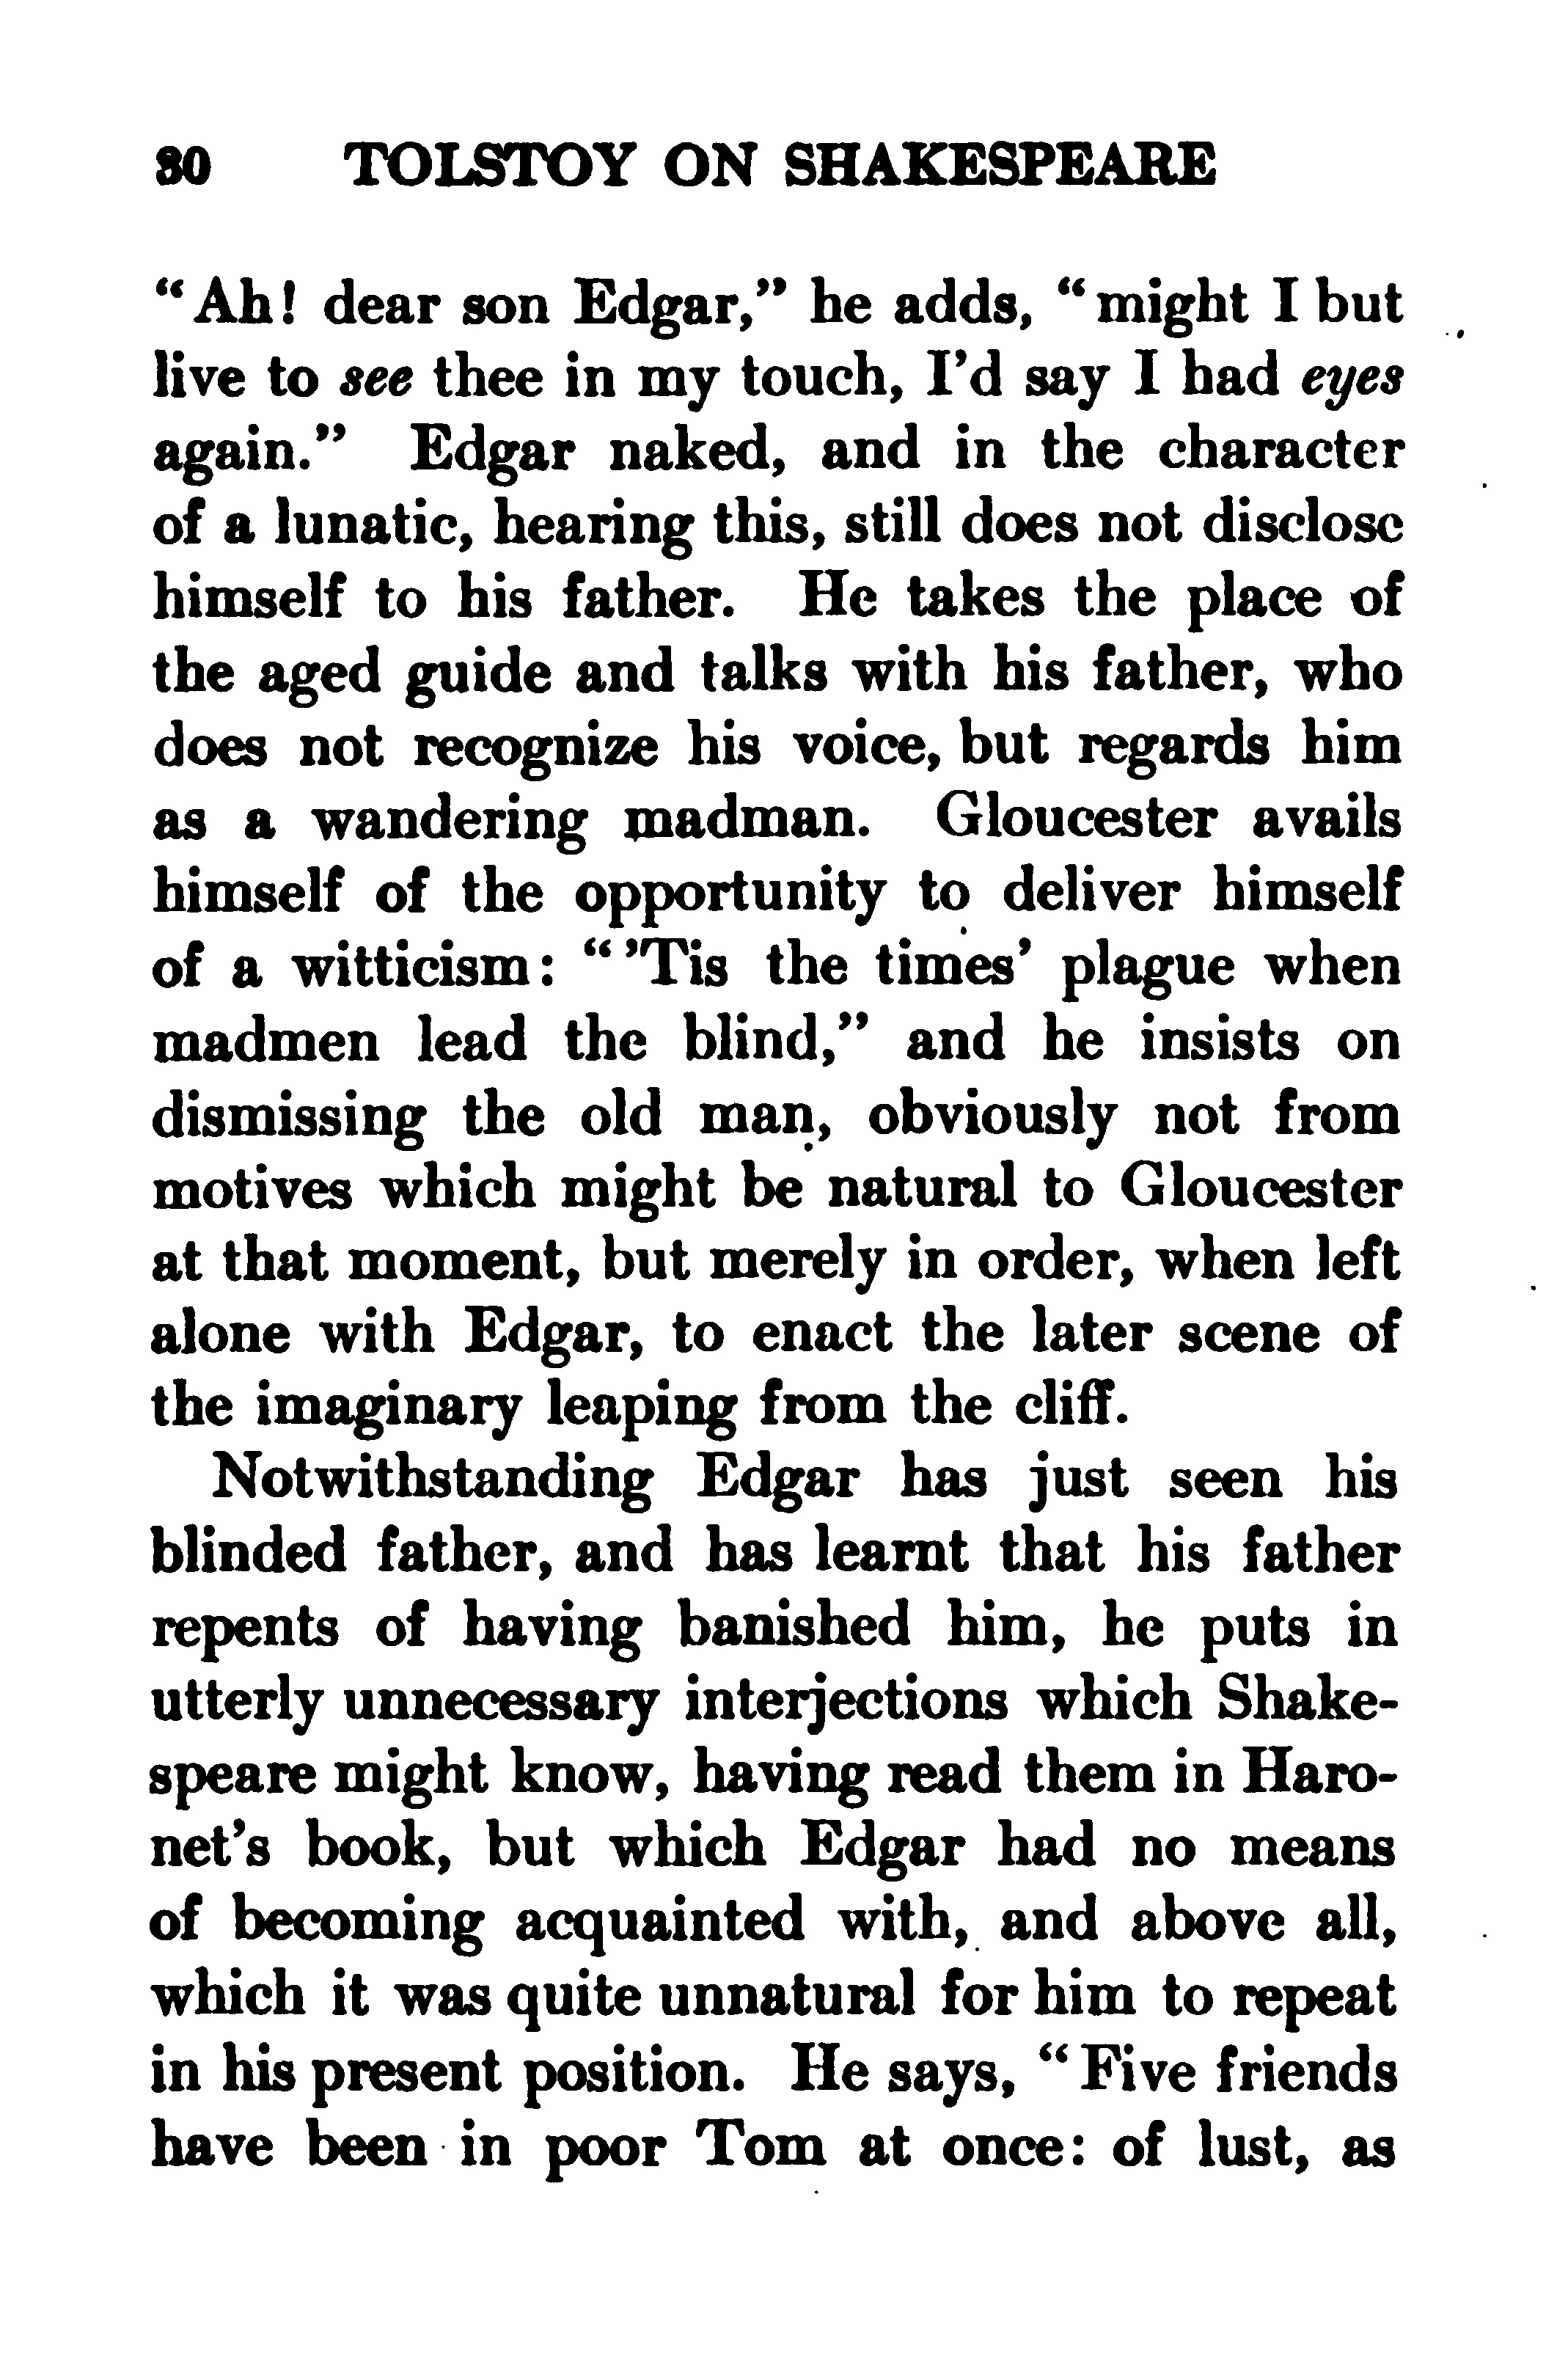 30 TOLSTOY ON SHAKESPEARE
“Ah! dear son Edgar,” he adds, “might I but
live to see thee in my touch, I’d say I had eyes
again.” Edgar naked, and in the character
of a lunatic, hearing this, still does not disclose
himself to his father. He takes the place of
the aged guide and talks with his father, who
does not recognize his voice, but regards him
as a wandering madman. Gloucester avails
himself of the opportunity to deliver himself
of a witticism: “’Tis the times’ plague when
madmen lead the blind,” and he insists on
dismissing the old man, obviously not from
motives which might be natural to Gloucester
at that moment, but merely in order, when left
alone with Edgar, to enact the later scene of
the imaginary leaping from the cliff.
Notwithstanding Edgar has just seen his
blinded father, and has learnt that his father
repents of having banished him, he puts in
utterly unnecessary interjections which Shake-
speare might know, having read them in Haro-
net’s book, but which Edgar had no means
of becoming acquainted with, and above all,
which it was quite unnatural for him to repeat
in his present position. He says, “Five friends
have been in poor Tom at once: of lust, as